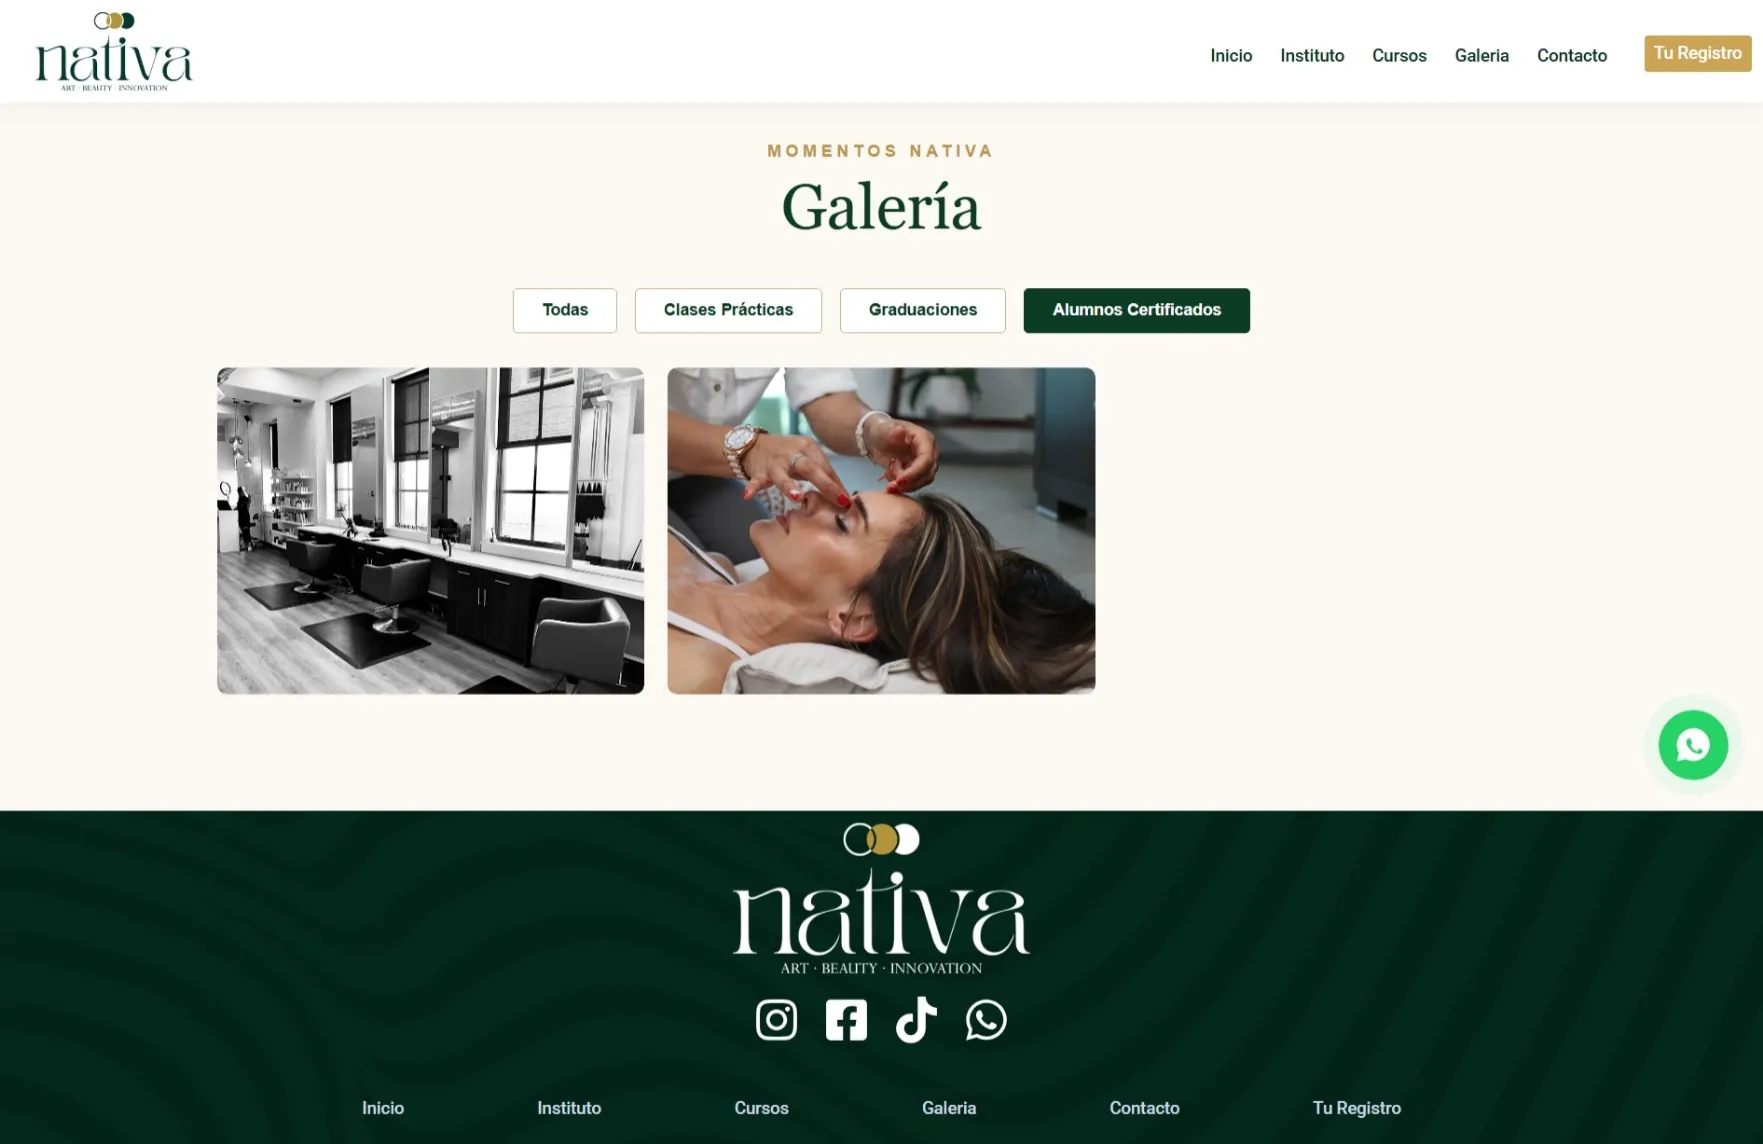 nativa
ART · BEAUTY · INNOVATION
Inicio
Instituto
Cursos
Galeria
Contacto
Tu Registro
MOMENTOS NATIVA
Galería
Todas
Clases Prácticas
Graduaciones
Alumnos Certificados
nativa
ART · BEAUTY · INNOVATION
Inicio
Instituto
Cursos
Galeria
Contacto
Tu Registro